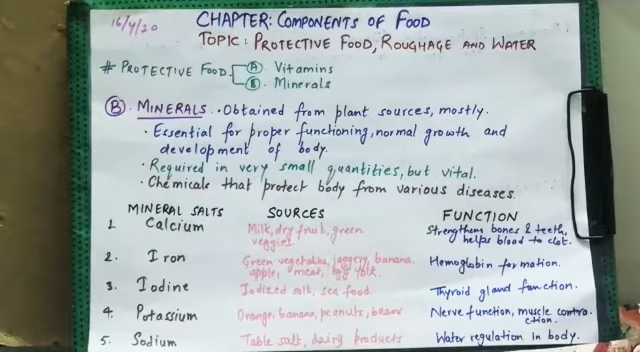 16/4/20
CHAPTER: COMPONENTS OF FOOD
TOPIC: PROTECTIVE FOOD, ROUGHAGE AND WATER
# PROTECTIVE FOOD (A) Vitamins
(B) Minerals
(B) MINERALS . Obtained from plant sources, mostly.
· Essential for proper functioning, normal growth and
development of body.
· Required in very small quantities, but vital.
· Chemicals that protect body from various diseases.
MINERAL SALTS SOURCES FUNCTION
1. Calcium Milk, dry fruit, green Strengthens bones & teeth,
veggies. helps blood to clot.
2. Iron Green vegetables, jaggery, banana. Hemoglobin formation.
apple, meat, egg yolk.
3. Iodine Iodized salt, sea food. Thyroid gland function.
4. Potassium Orange, banana, peanuts, beans Nerve function, muscle contra-
ction.
5. Sodium Table salt, dairy products Water regulation in body.